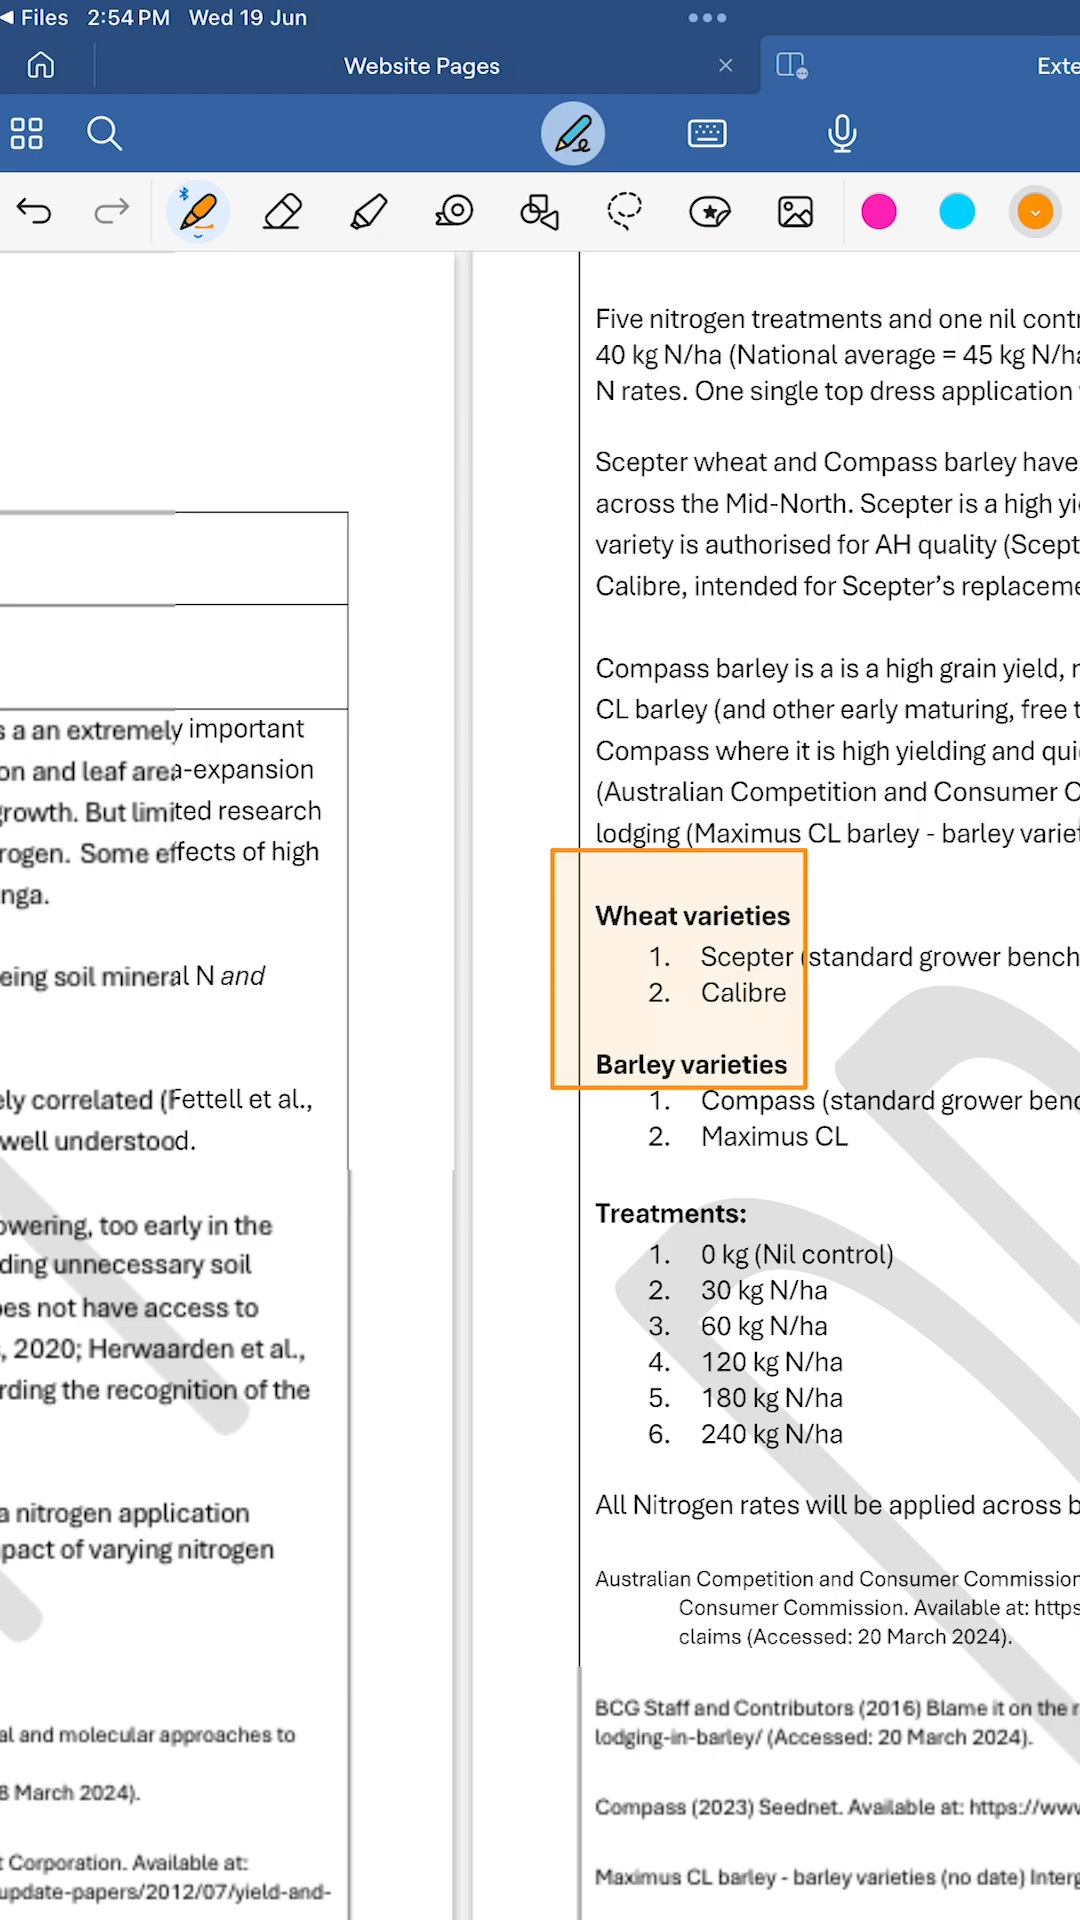 Files 2:54 PM Wed 19 Jun
Website Pages
s a an extremely important
on and leaf area-expansion
growth. But limited research
rogen. Some effects of high
nga.
eing soil mineral N and
ely correlated (Fettell et al.,
well understood.
owering, too early in the
ding unnecessary soil
oes not have access to
, 2020; Herwaarden et al.,
rding the recognition of the
a nitrogen application
pact of varying nitrogen
al and molecular approaches to
8 March 2024).
t Corporation. Available at:
update-papers/2012/07/yield-and-
Exte
Five nitrogen treatments and one nil contr
40 kg N/ha (National average = 45 kg N/ha
N rates. One single top dress application
Scepter wheat and Compass barley have
across the Mid-North. Scepter is a high yie
variety is authorised for AH quality (Scept
Calibre, intended for Scepter’s replaceme
Compass barley is a is a high grain yield, r
CL barley (and other early maturing, free t
Compass where it is high yielding and qui
(Australian Competition and Consumer C
lodging (Maximus CL barley - barley variet
Wheat varieties
1. Scepter (standard grower bench
2. Calibre
Barley varieties
1. Compass (standard grower benc
2. Maximus CL
Treatments:
1. 0 kg (Nil control)
2. 30 kg N/ha
3. 60 kg N/ha
4. 120 kg N/ha
5. 180 kg N/ha
6. 240 kg N/ha
All Nitrogen rates will be applied across b
Australian Competition and Consumer Commission
Consumer Commission. Available at: https
claims (Accessed: 20 March 2024).
BCG Staff and Contributors (2016) Blame it on the r
lodging-in-barley/ (Accessed: 20 March 2024).
Compass (2023) Seednet. Available at: https://www
Maximus CL barley - barley varieties (no date) Interg